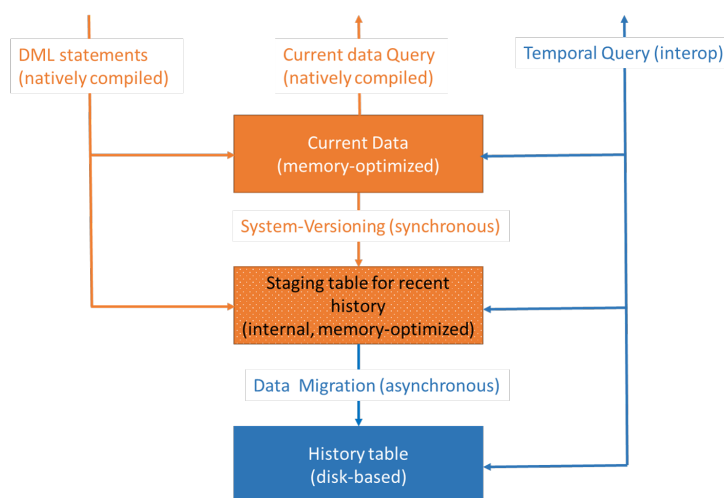 DML statements
(natively compiled)
Current data Query
(natively compiled)
Temporal Query (interop)
Current Data
(memory-optimized)
System-Versioning (synchronous)
Staging table for recent
history
(internal, memory-optimized)
Data Migration (asynchronous)
History table
(disk-based)